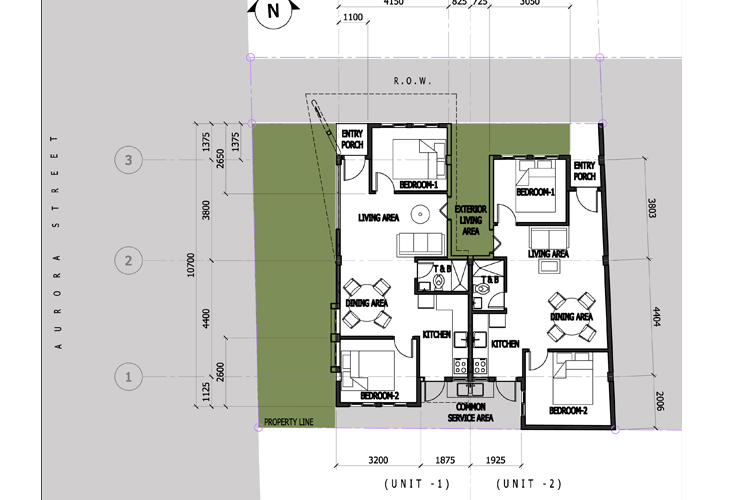 N
4150
825
725
3050
1100
R.O.W.
AURORA STREET
1375
1375
2650
3800
10700
4400
2600
1125
3
2
1
ENTRY
PORCH
BEDROOM-1
LIVING AREA
EXTERIOR
LIVING
AREA
BEDROOM-1
ENTRY
PORCH
LIVING AREA
T & B
T & B
DINING AREA
DINING AREA
KITCHEN
KITCHEN
BEDROOM-2
BEDROOM-2
COMMON
SERVICE AREA
PROPERTY LINE
3803
4404
2006
3200
1875
1925
(UNIT -1)
(UNIT -2)